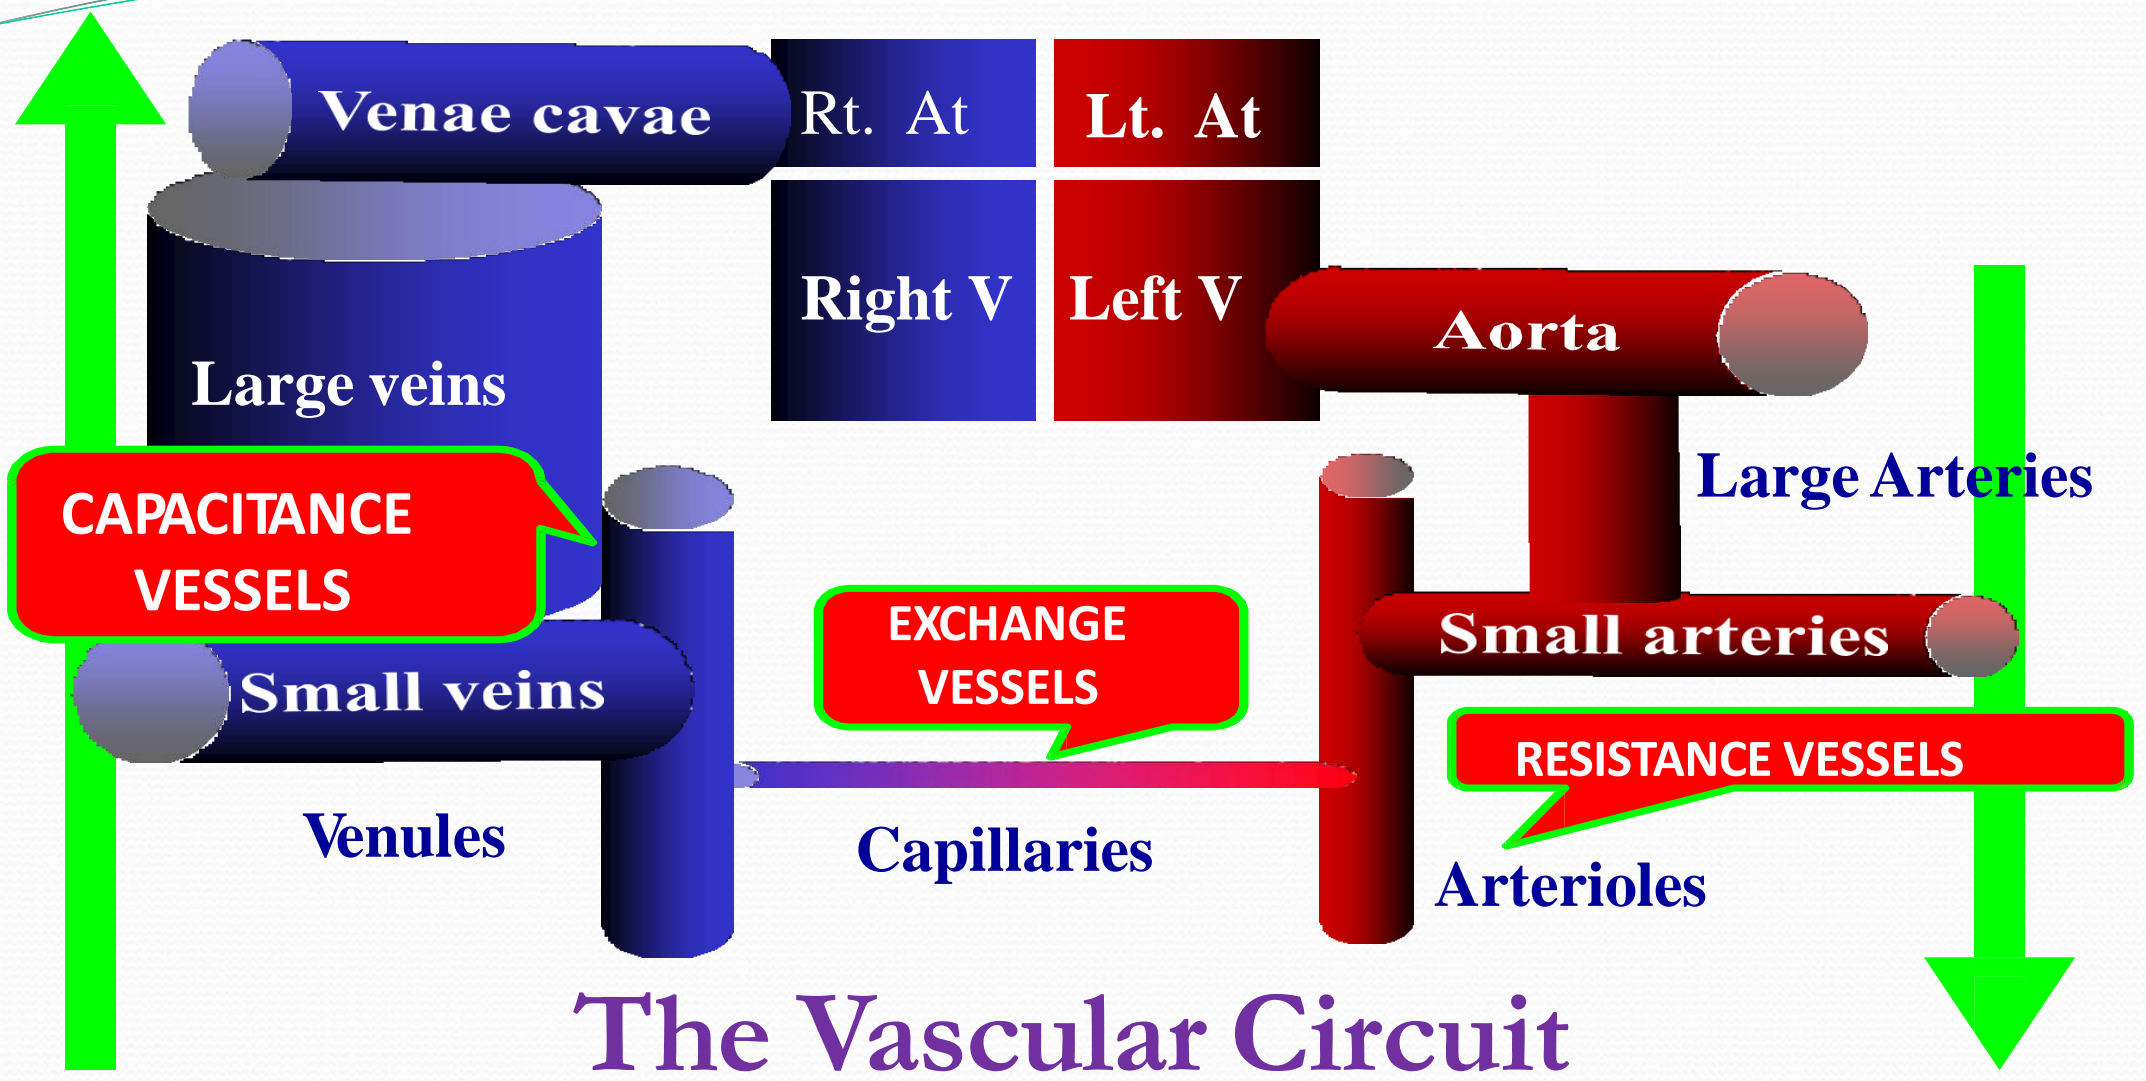 Venae cavae
Rt. At
Lt. At
Right V
Left V
Aorta
Large veins
Large Arteries
CAPACITANCE
VESSELS
EXCHANGE
VESSELS
Small arteries
Small veins
RESISTANCE VESSELS
Venules
Capillaries
Arterioles
The Vascular Circuit